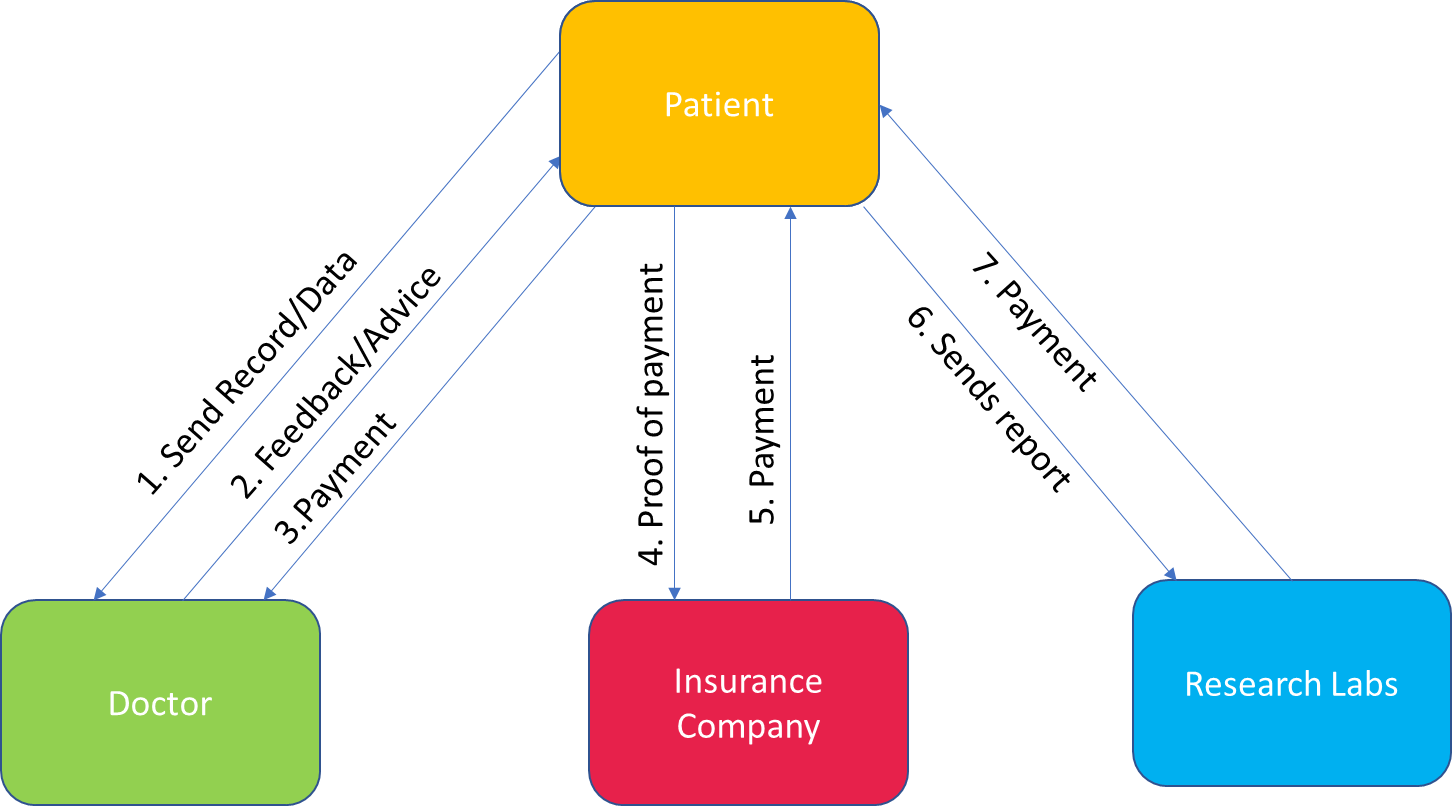 Patient
1. Send Record/Data
2. Feedback/Advice
3.Payment
4. Proof of payment
5. Payment
6. Sends report
7. Payment
Doctor
Insurance
Company
Research Labs